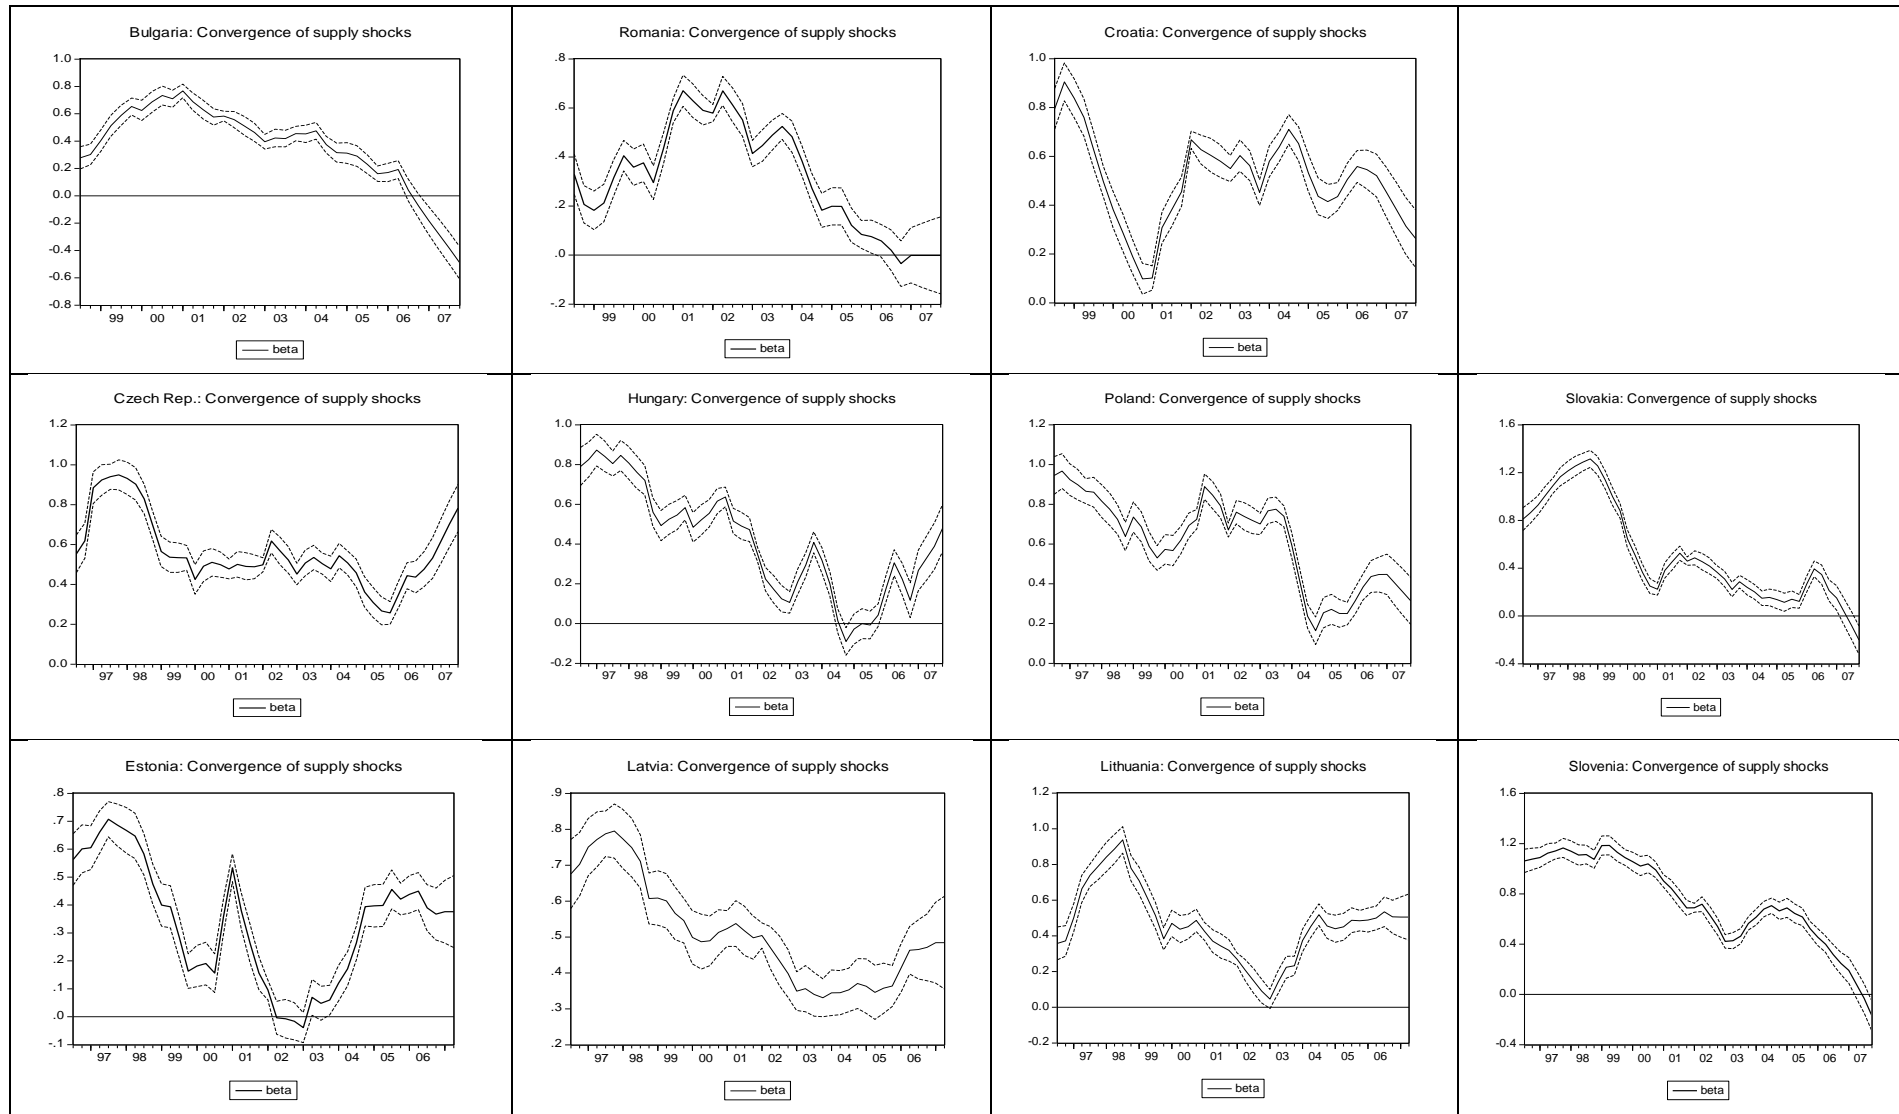 Bulgaria: Convergence of supply shocks
1.0
0.8
0.6
0.4
0.2
0.0
-0.2
-0.4
-0.6
-0.8
99 00 01 02 03 04 05 06 07
beta
Romania: Convergence of supply shocks
.8
.6
.4
.2
.0
-.2
99 00 01 02 03 04 05 06 07
beta
Croatia: Convergence of supply shocks
1.0
0.8
0.6
0.4
0.2
0.0
99 00 01 02 03 04 05 06 07
beta
Czech Rep.: Convergence of supply shocks
1.2
1.0
0.8
0.6
0.4
0.2
0.0
97 98 99 00 01 02 03 04 05 06 07
beta
Hungary: Convergence of supply shocks
1.0
0.8
0.6
0.4
0.2
0.0
-0.2
97 98 99 00 01 02 03 04 05 06 07
beta
Poland: Convergence of supply shocks
1.2
1.0
0.8
0.6
0.4
0.2
0.0
97 98 99 00 01 02 03 04 05 06 07
beta
Slovakia: Convergence of supply shocks
1.6
1.2
0.8
0.4
0.0
-0.4
97 98 99 00 01 02 03 04 05 06 07
beta
Estonia: Convergence of supply shocks
.8
.7
.6
.5
.4
.3
.2
.1
.0
-.1
97 98 99 00 01 02 03 04 05 06
beta
Latvia: Convergence of supply shocks
.9
.8
.7
.6
.5
.4
.3
.2
97 98 99 00 01 02 03 04 05 06
beta
Lithuania: Convergence of supply shocks
1.2
1.0
0.8
0.6
0.4
0.2
0.0
-0.2
97 98 99 00 01 02 03 04 05 06
beta
Slovenia: Convergence of supply shocks
1.6
1.2
0.8
0.4
0.0
-0.4
97 98 99 00 01 02 03 04 05 06 07
beta